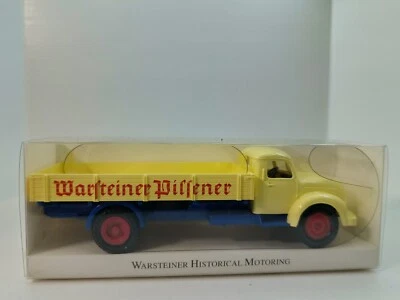 Warsteiner Pilsener
WARSTEINER HISTORICAL MOTORING